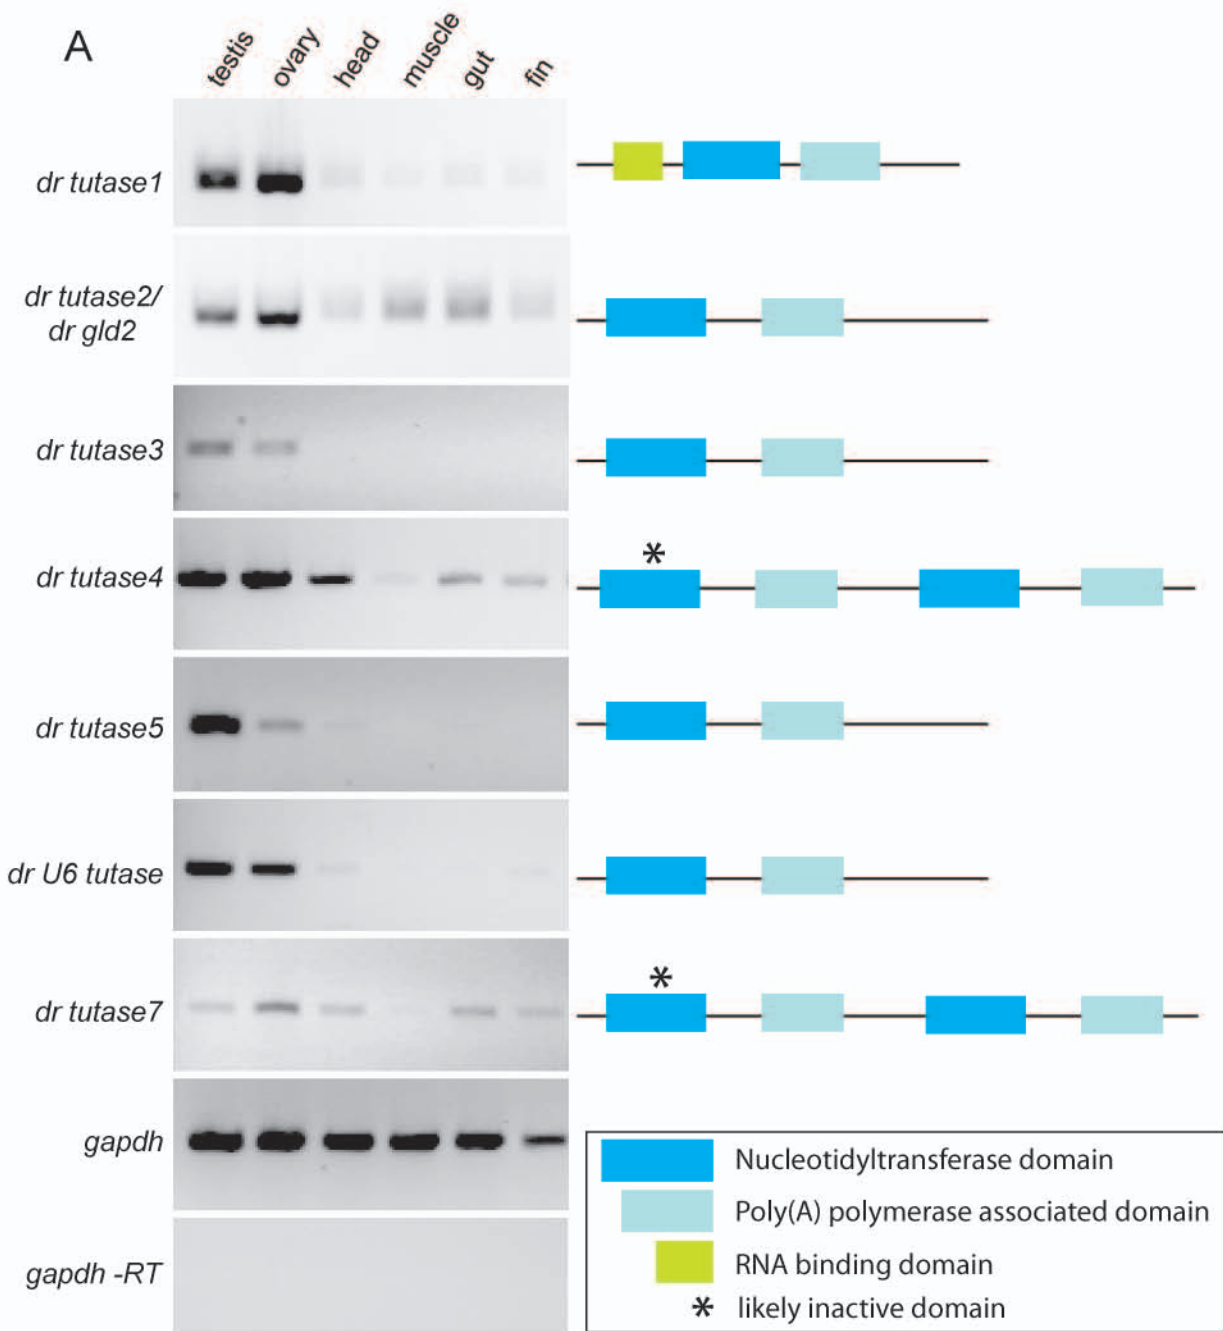 A
testis ovary head muscle gut fin
dr tutase1
dr tutase2/
dr gld2
dr tutase3
*
dr tutase4
dr tutase5
dr U6 tutase
*
dr tutase7
gapdh
Nucleotidyltransferase domain
Poly(A) polymerase associated domain
gapdh -RT
RNA binding domain
* likely inactive domain